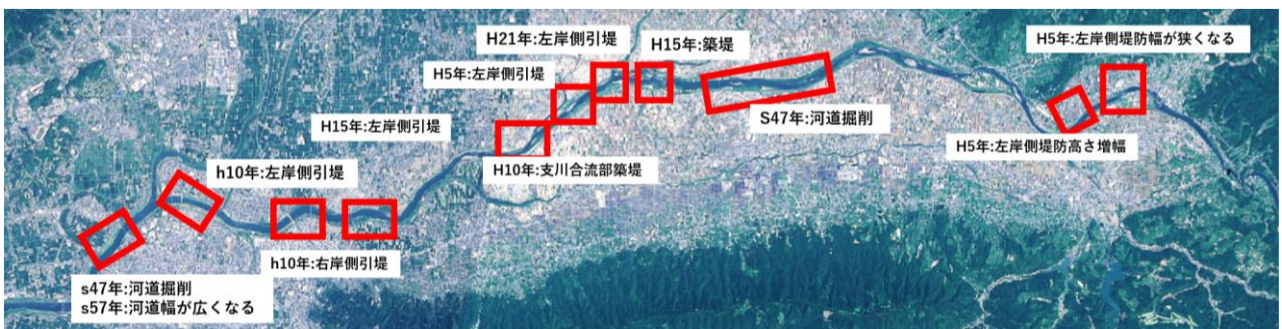 H21年:左岸側引堤
H15年:築堤
H5年:左岸側堤防幅が狭くなる
H5年:左岸側引堤
H15年:左岸側引堤
S47年:河道掘削
H5年:左岸側堤防高さ増幅
H10年:支川合流部築堤
h10年:左岸側引堤
h10年:右岸側引堤
s47年:河道掘削
s57年:河道幅が広くなる